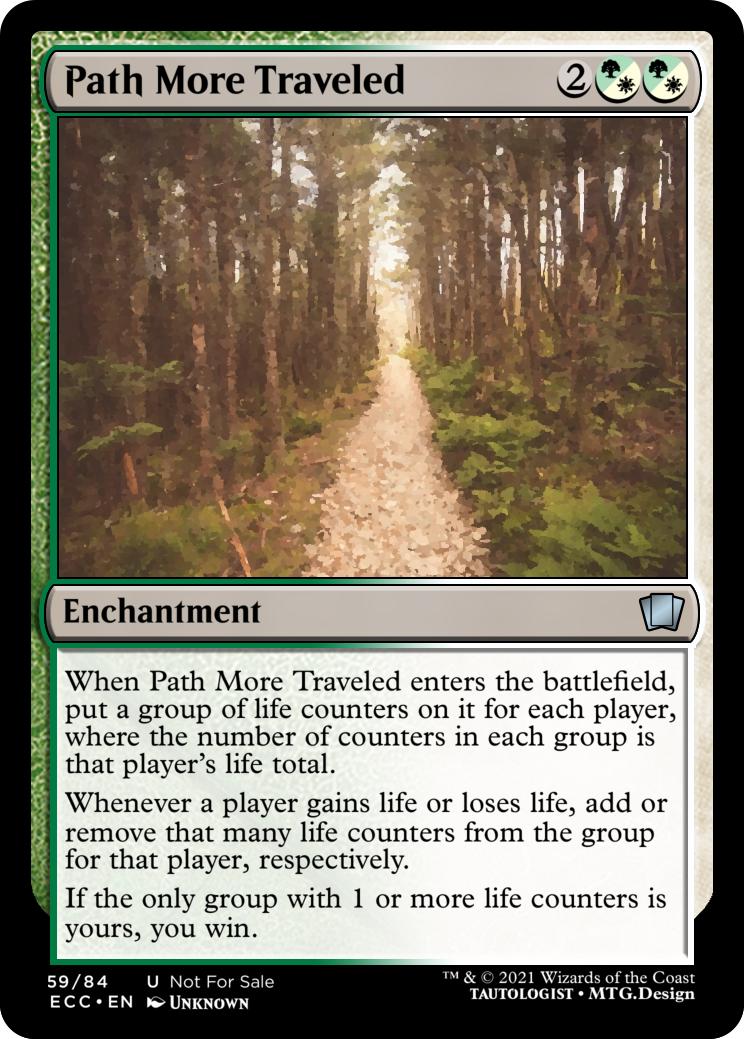 Path More Traveled 2
Enchantment
When Path More Traveled enters the battlefield,
put a group of life counters on it for each player,
where the number of counters in each group is
that player's life total.
Whenever a player gains life or loses life, add or
remove that many life counters from the group
for that player, respectively.
If the only group with 1 or more life counters is
yours, you win.
59/84 U Not For Sale ™ & © 2021 Wizards of the Coast
ECC • EN Unknown TAUTOLOGIST • MTG.Design